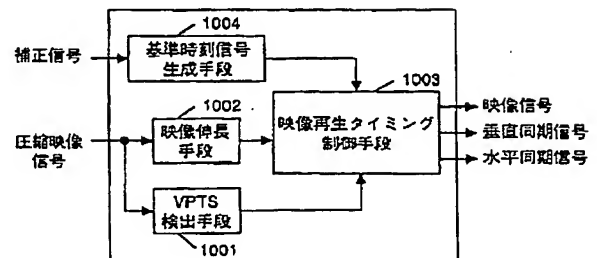 1004
補正信号
基準時刻信号
生成手段
1003
1002
圧縮映像
信号
映像伸長
手段
映像再生タイミング
制御手段
映像信号
垂直同期信号
水平同期信号
VPTS
検出手段
1001